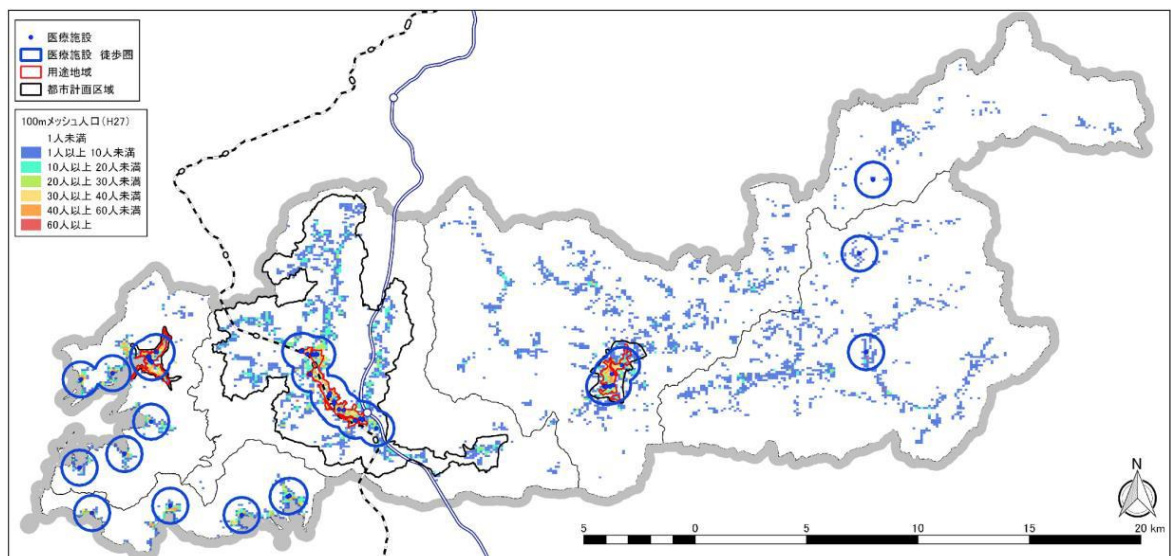 医療施設
医療施設 徒歩圏
用途地域
都市計画区域
100mメッシュ人口(H27)
1人未満
1人以上 10人未満
10人以上 20人未満
20人以上 30人未満
30人以上 40人未満
40人以上 60人未満
60人以上
N
5 0 5 10 15 20 km